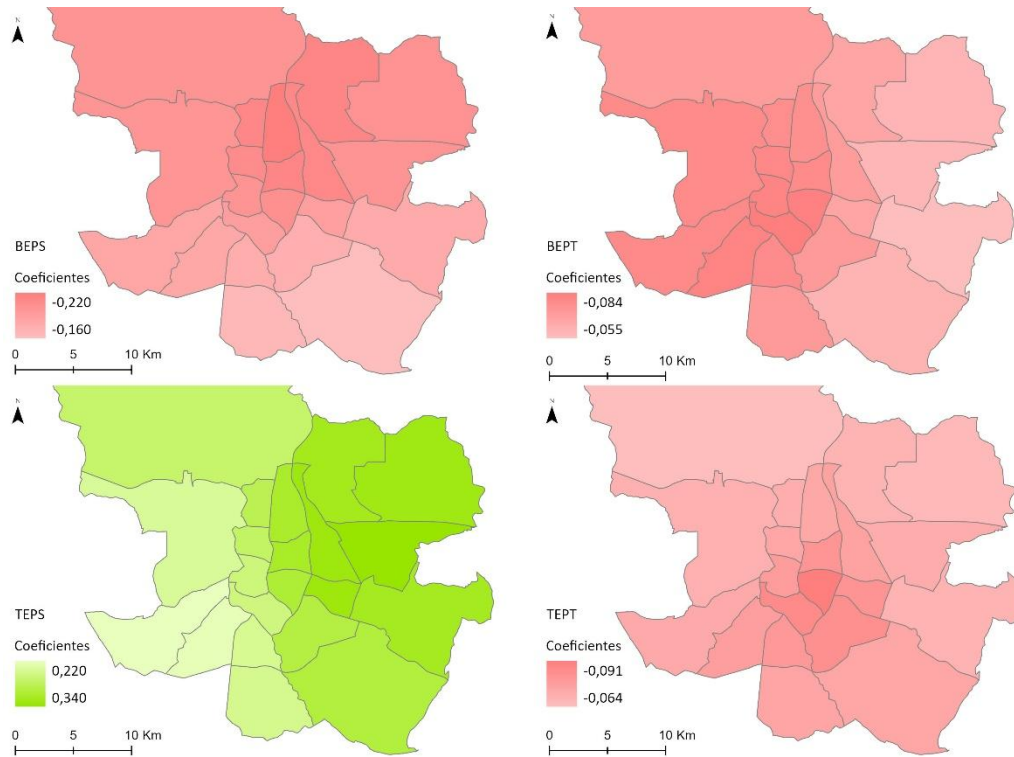 N
BEPS
Coeficientes
-0,220
-0,160
0 5 10 Km
N
BEPT
Coeficientes
-0,084
-0,055
0 5 10 Km
N
TEPS
Coeficientes
0,220
0,340
0 5 10 Km
N
TEPT
Coeficientes
-0,091
-0,064
0 5 10 Km